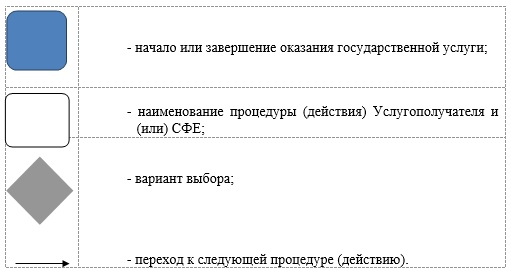 - начало или завершение оказания государственной услуги;
- наименование процедуры (действия) Услугополучателя и
(или) СФЕ;
- вариант выбора;
- переход к следующей процедуре (действию).